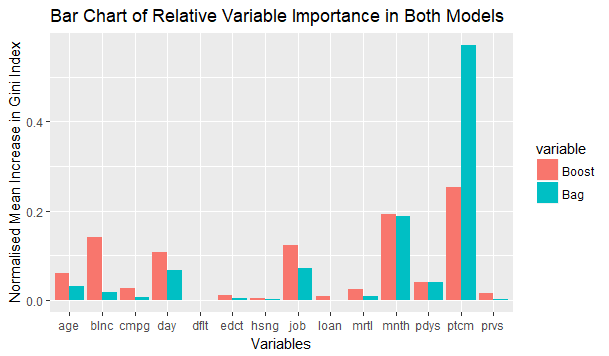 Bar Chart of Relative Variable Importance in Both Models
Normalised Mean Increase in Gini Index
0.4
0.2
0.0
age blnc cmpg day dflt edct hsng job loan mrtl mnth pdys ptcm prvs
Variables
variable
Boost
Bag